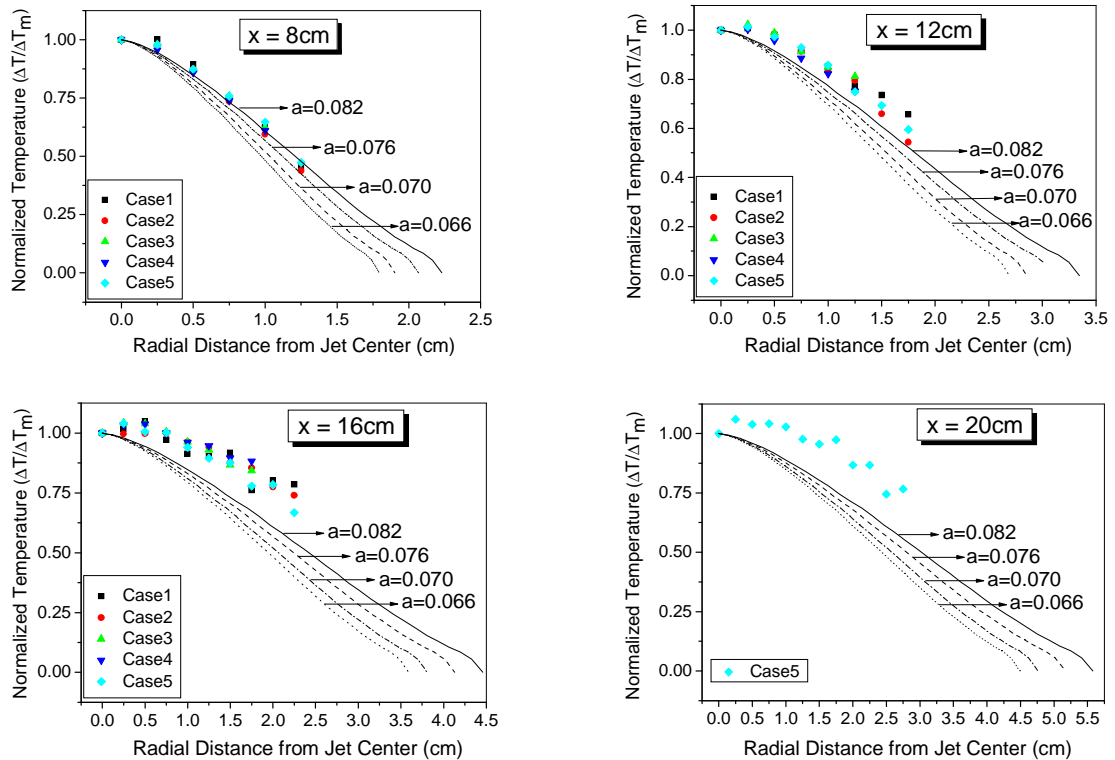 x = 8cm
Normalized Temperature (ΔT/ΔTm)
1.00
0.75
0.50
0.25
0.00
a=0.082
a=0.076
a=0.070
a=0.066
Case1
Case2
Case3
Case4
Case5
0.0 0.5 1.0 1.5 2.0 2.5
Radial Distance from Jet Center (cm)
x = 12cm
Normalized Temperature (ΔT/ΔTm)
1.0
0.8
0.6
0.4
0.2
0.0
a=0.082
a=0.076
a=0.070
a=0.066
Case1
Case2
Case3
Case4
Case5
0.0 0.5 1.0 1.5 2.0 2.5 3.0 3.5
Radial Distance from Jet Center (cm)
x = 16cm
Normalized Temperature (ΔT/ΔTm)
1.00
0.75
0.50
0.25
0.00
a=0.082
a=0.076
a=0.070
a=0.066
Case1
Case2
Case3
Case4
Case5
0.0 0.5 1.0 1.5 2.0 2.5 3.0 3.5 4.0 4.5
Radial Distance from Jet Center (cm)
x = 20cm
Normalized Temperature (ΔT/ΔTm)
1.00
0.75
0.50
0.25
0.00
a=0.082
a=0.076
a=0.070
a=0.066
Case5
0.0 0.5 1.0 1.5 2.0 2.5 3.0 3.5 4.0 4.5 5.0 5.5
Radial Distance from Jet Center (cm)